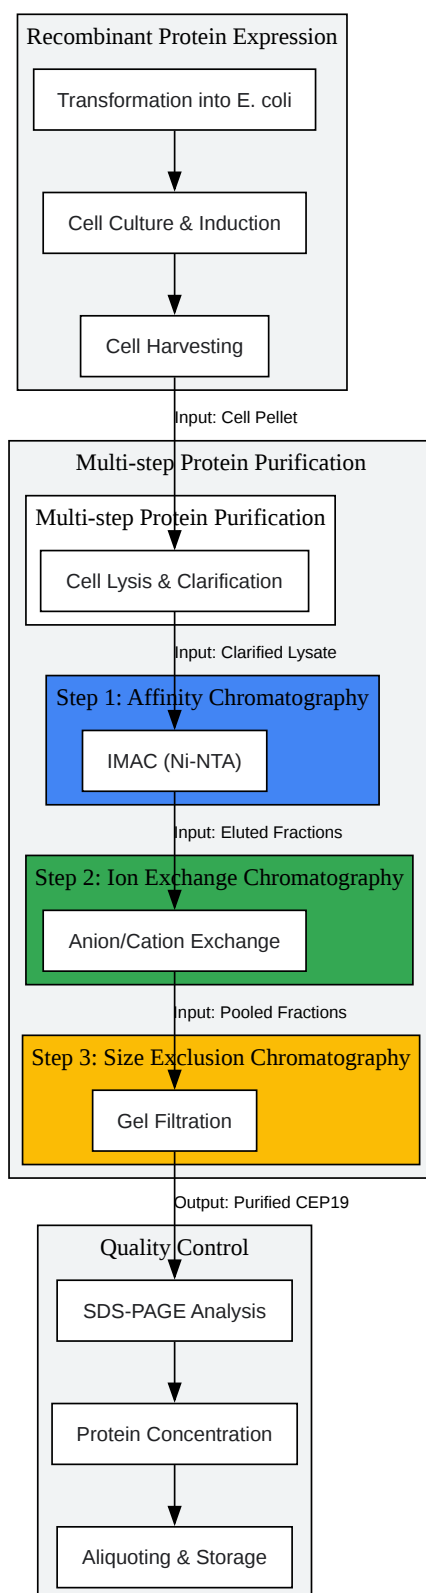 Recombinant Protein Expression
Transformation into E. coli
Cell Culture & Induction
Cell Harvesting
Input: Cell Pellet
Multi-step Protein Purification
Multi-step Protein Purification
Cell Lysis & Clarification
Input: Clarified Lysate
Step 1: Affinity Chromatography
IMAC (Ni-NTA)
Input: Eluted Fractions
Step 2: Ion Exchange Chromatography
Anion/Cation Exchange
Input: Pooled Fractions
Step 3: Size Exclusion Chromatography
Gel Filtration
Output: Purified CEP19
Quality Control
SDS-PAGE Analysis
Protein Concentration
Aliquoting & Storage